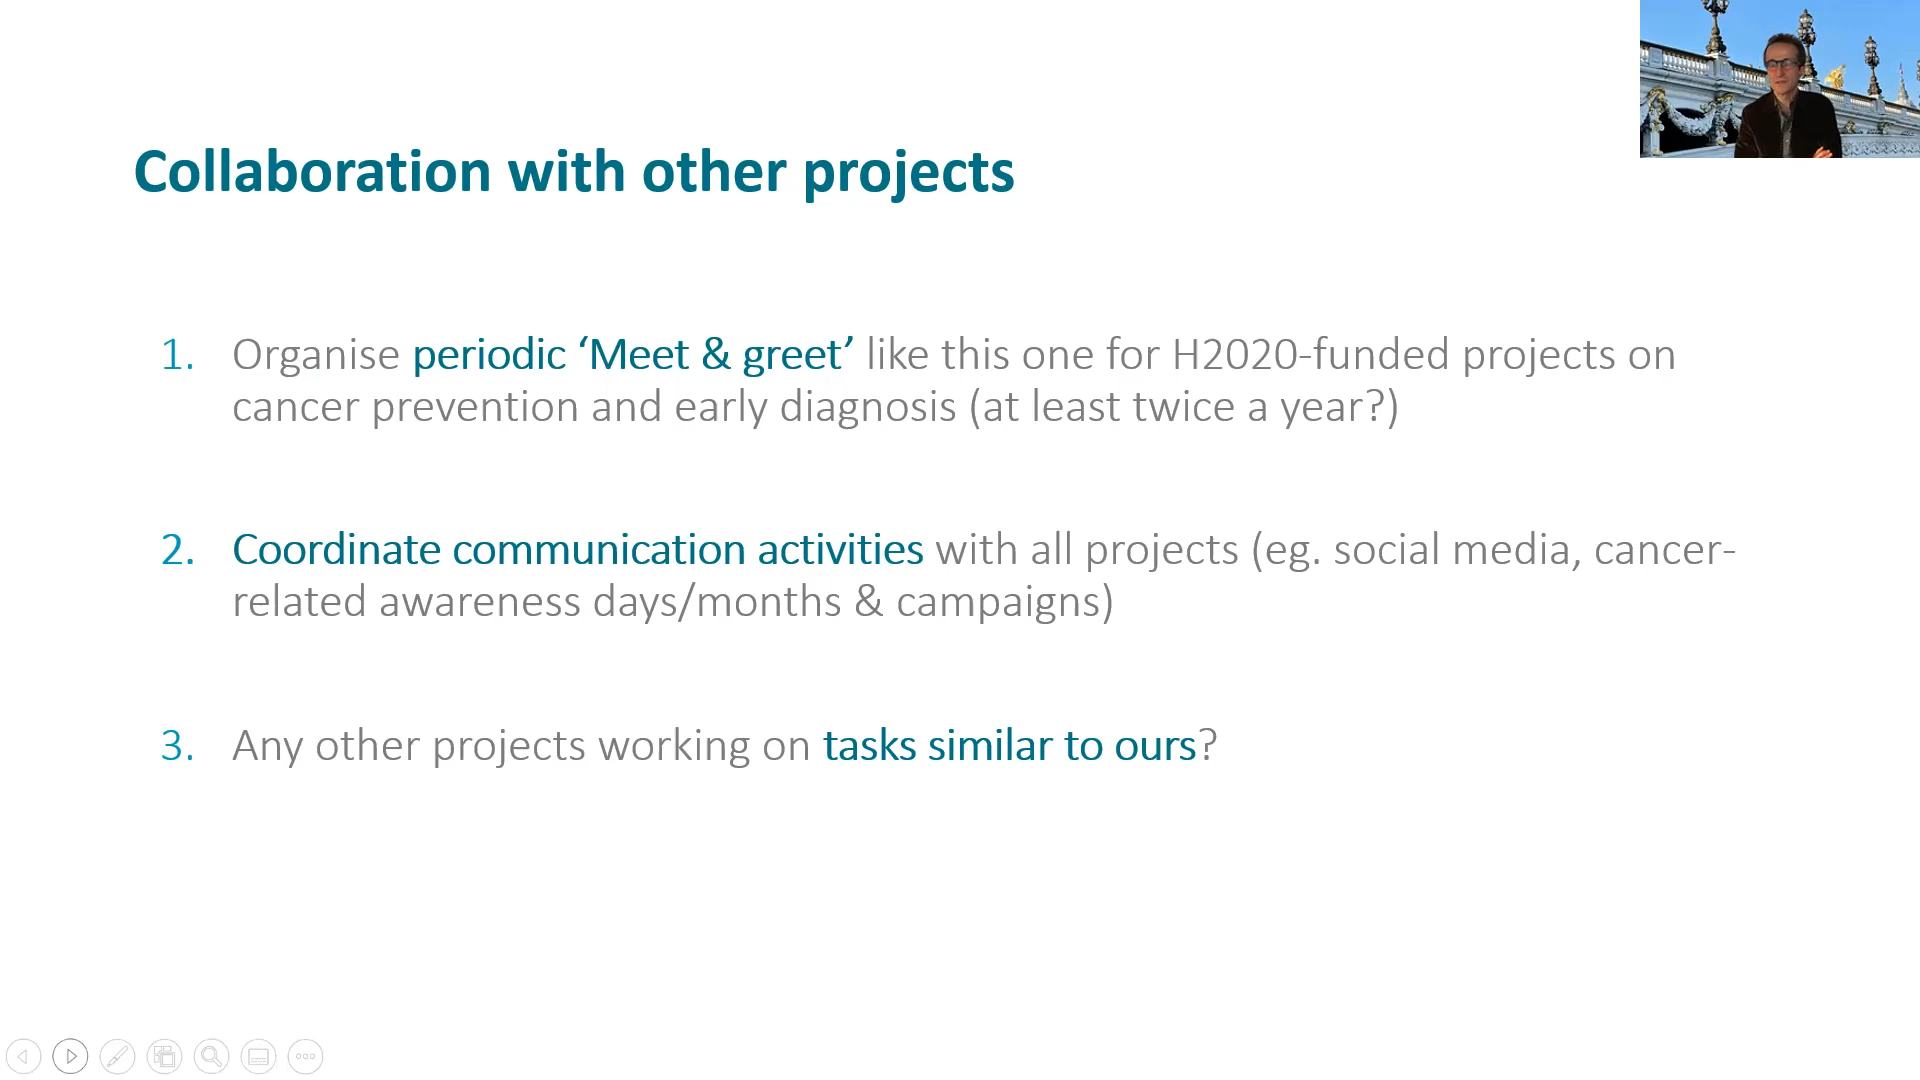 Collaboration with other projects
1. Organise periodic ‘Meet & greet’ like this one for H2020-funded projects on
cancer prevention and early diagnosis (at least twice a year?)
2. Coordinate communication activities with all projects (eg. social media, cancer-
related awareness days/months & campaigns)
3. Any other projects working on tasks similar to ours?